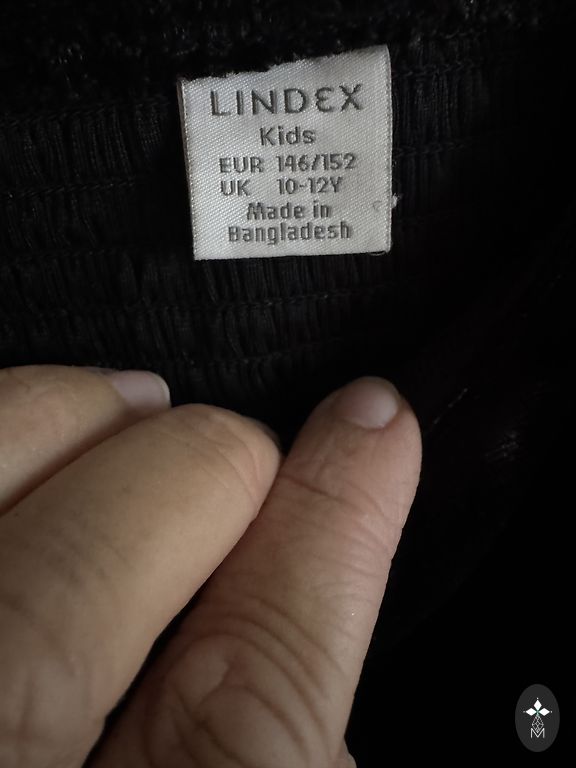 LINDEX
Kids
EUR 146/152
UK 10-12Y
Made in
Bangladesh